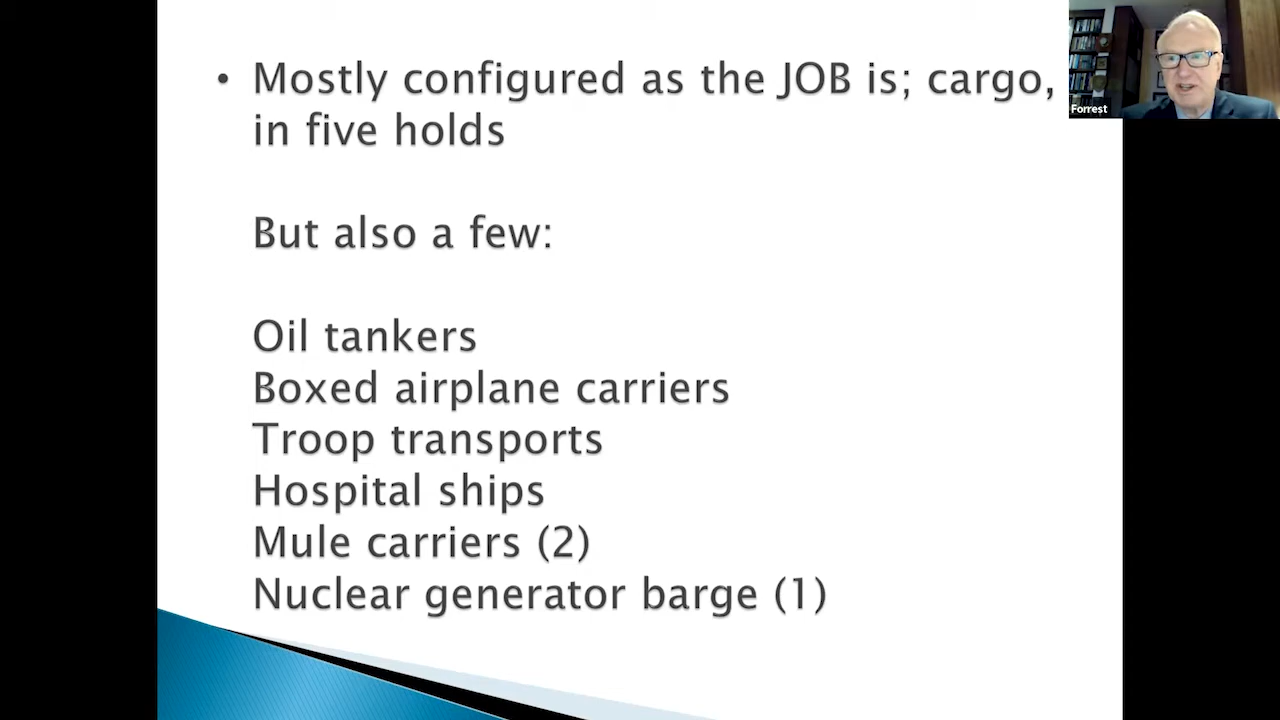 • Mostly configured as the JOB is; cargo,
in five holds
But also a few:
Oil tankers
Boxed airplane carriers
Troop transports
Hospital ships
Mule carriers (2)
Nuclear generator barge (1)
Forrest